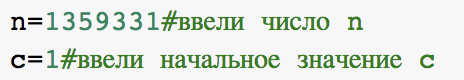 n=1359331#ввели число n
c=1#ввели начальное значение c